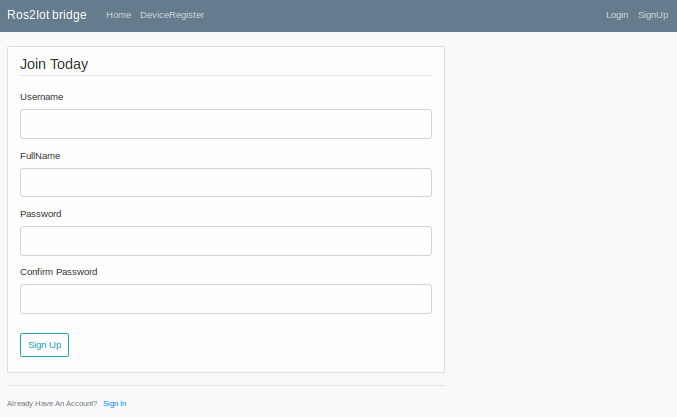 Ros2Iot bridge Home DeviceRegister Login SignUp
Join Today
Username
FullName
Password
Confirm Password
Sign Up
Already Have An Account? Sign In